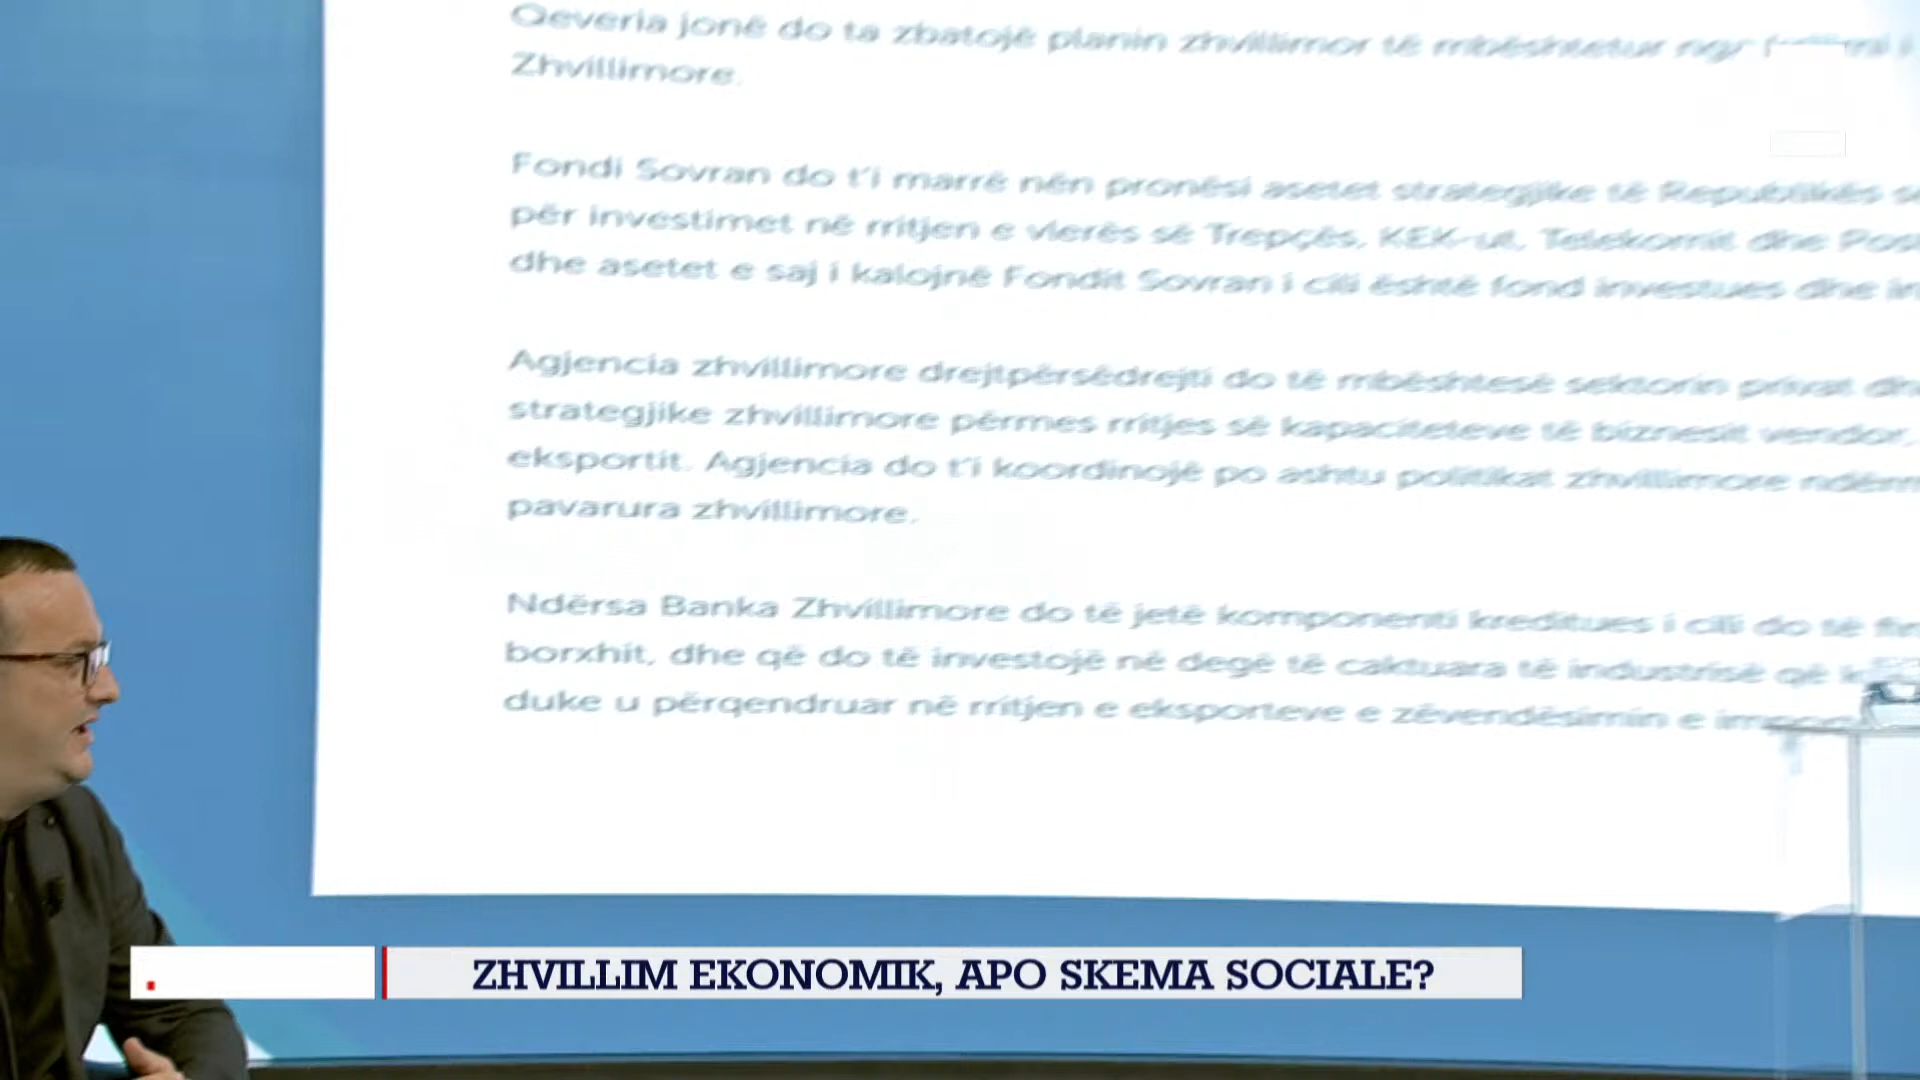 Qeveria jonë do ta zbatojë planin zhvillimor të mbështetur nga
Zhvillimore.
Fondi Sovran do t'i marrë nën pronësi asetet strategjike të Republikës
për investimet në rritjen e vlerës së Trepçës, KEK-ut, Telekomit dhe
dhe asetet e saj i kalojnë Fondit Sovran i cili është fond investues dhe
Agjencia zhvillimore drejtpërsëdrejti do të mbështesë sektorin privat
strategjike zhvillimore përmes rritjes së kapaciteteve të biznesit vendor,
eksportit. Agjencia do t'i koordinojë po ashtu politikat zhvillimore
pavarura zhvillimore.
Ndërsa Banka Zhvillimore do të jetë komponenti kreditues i cili do të
borxhit, dhe që do të investojë në degë të caktuara të industrisë që
duke u përqendruar në rritjen e eksporteve e zëvendësimin e
ZHVILLIM EKONOMIK, APO SKEMA SOCIALE?